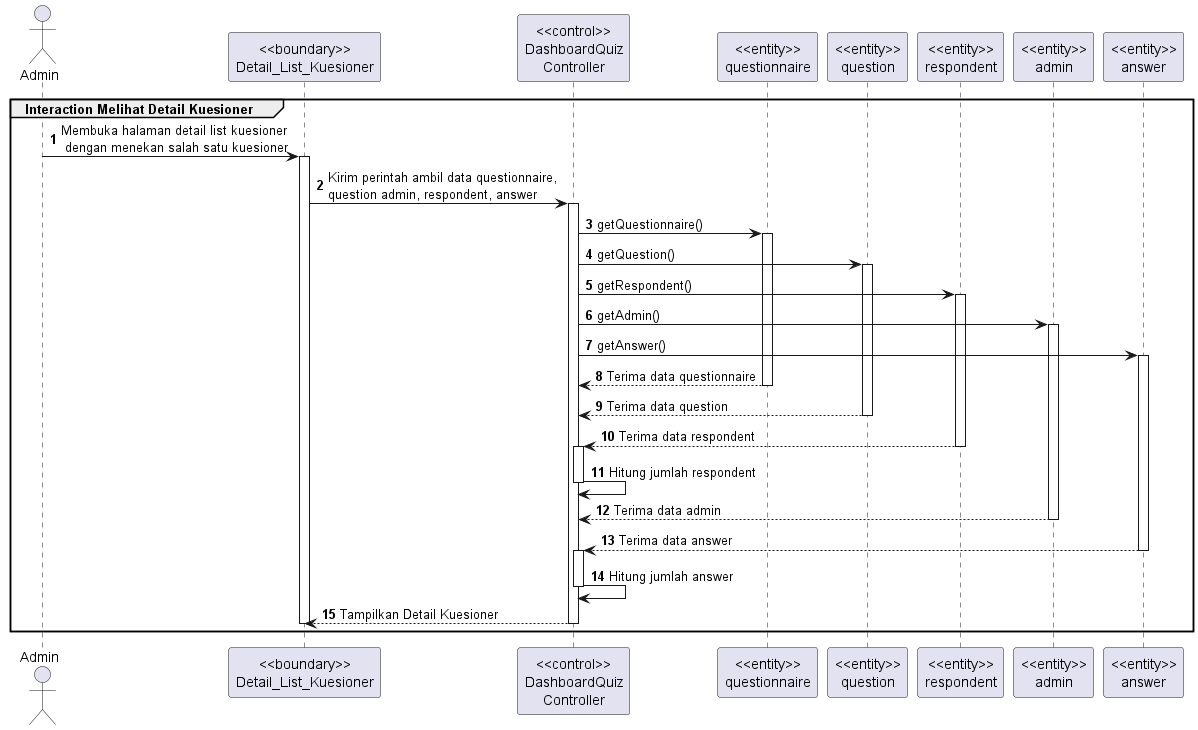 Admin
<<boundary>>
Detail_List_Kuesioner
<<control>>
DashboardQuiz
Controller
<<entity>>
questionnaire
<<entity>>
question
<<entity>>
respondent
<<entity>>
admin
<<entity>>
answer
Interaction Melihat Detail Kuesioner
1 Membuka halaman detail list kuesioner
dengan menekan salah satu kuesioner
2 Kirim perintah ambil data questionnaire,
question admin, respondent, answer
3 getQuestionnaire()
4 getQuestion()
5 getRespondent()
6 getAdmin()
7 getAnswer()
8 Terima data questionnaire
9 Terima data question
10 Terima data respondent
11 Hitung jumlah respondent
12 Terima data admin
13 Terima data answer
14 Hitung jumlah answer
15 Tampilkan Detail Kuesioner
Admin
<<boundary>>
Detail_List_Kuesioner
<<control>>
DashboardQuiz
Controller
<<entity>>
questionnaire
<<entity>>
question
<<entity>>
respondent
<<entity>>
admin
<<entity>>
answer